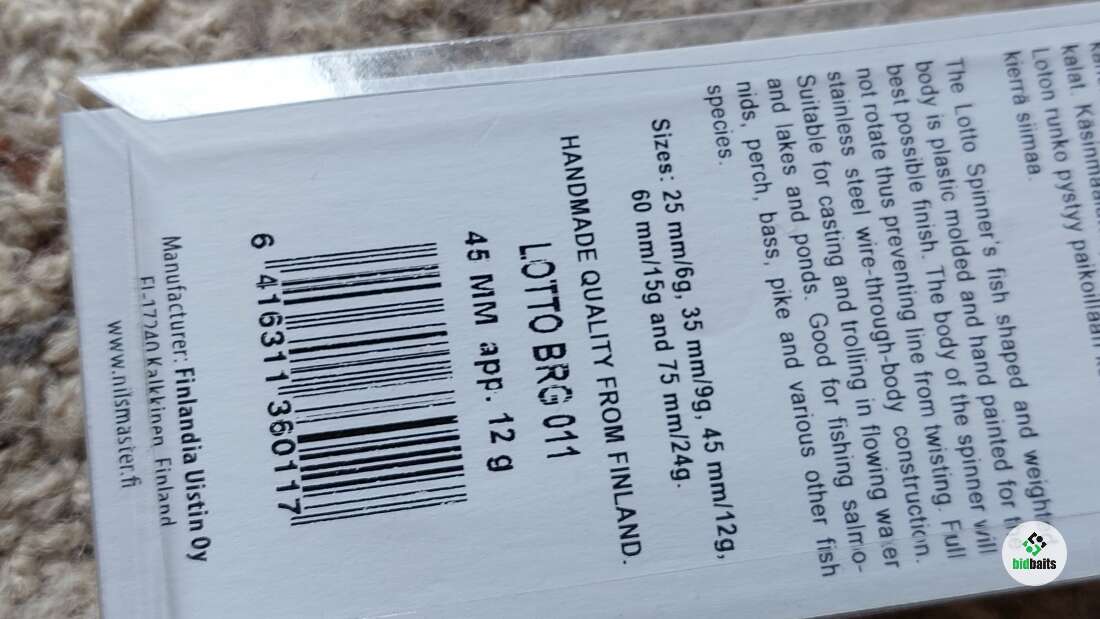 kalat.
Loton runko pystyy paikoillaan
kierrä siimaa.
The Lotto Spinner's fish shaped and
body is plastic molded and hand painted for
best possible finish. The body of the spinner will
not rotate thus preventing line from twisting. Full
stainless steel wire-through-body construction.
Suitable for casting and trolling in flowing water
and lakes and ponds. Good for fishing salmo-
nids, perch, bass, pike and various other fish
species.
Sizes: 25 mm/6g, 35 mm/9g, 45 mm/12g,
60 mm/15g and 75 mm/24g.
HANDMADE QUALITY FROM FINLAND.
LOTTO BRG 011
45 MM app. 12 g
6 416311 360117
Manufacturer: Finlandia Uistin Oy
FI-17240 Kalkkinen, Finland
www.nilsmaster.fi
bidbaits